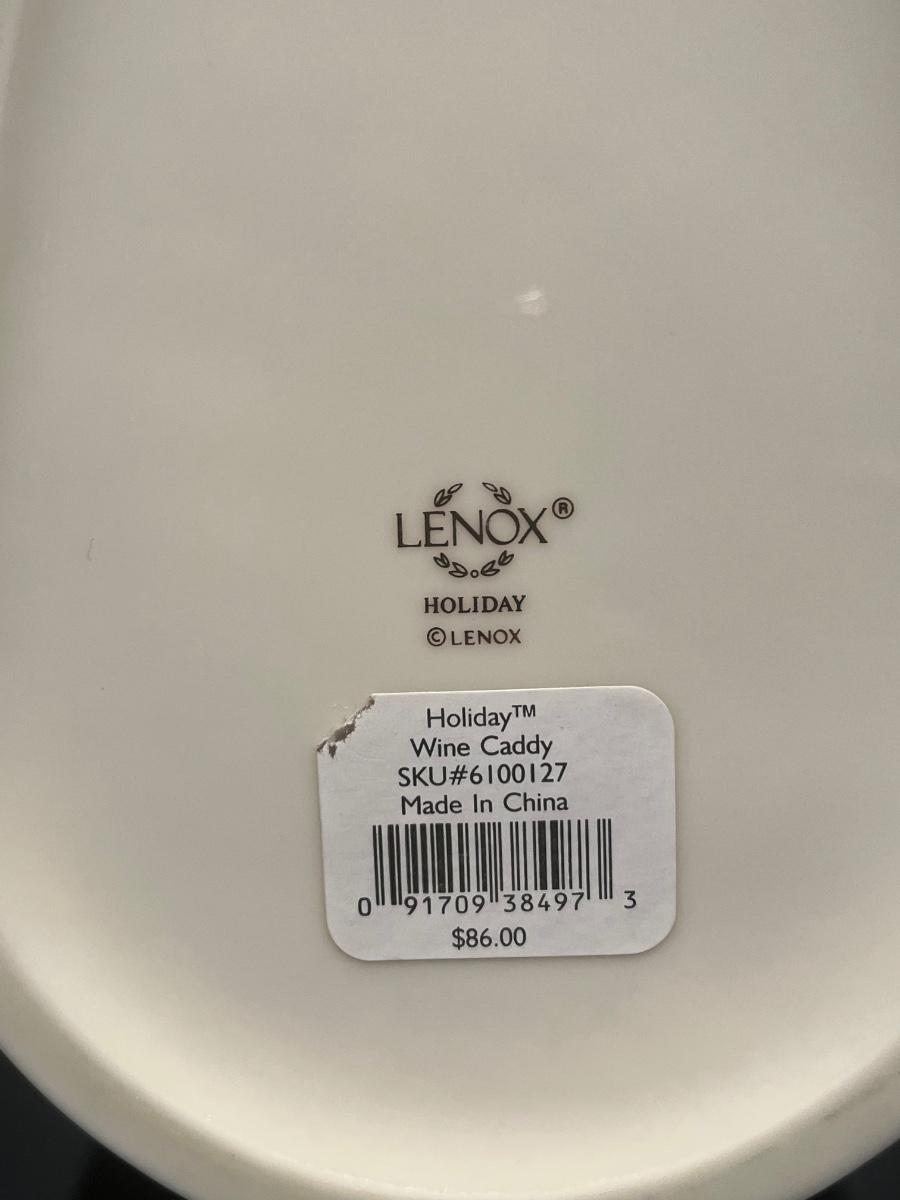 LENOX®
HOLIDAY
©LENOX
Holiday™
Wine Caddy
SKU#6100127
Made In China
0 91709 38497 3
$86.00